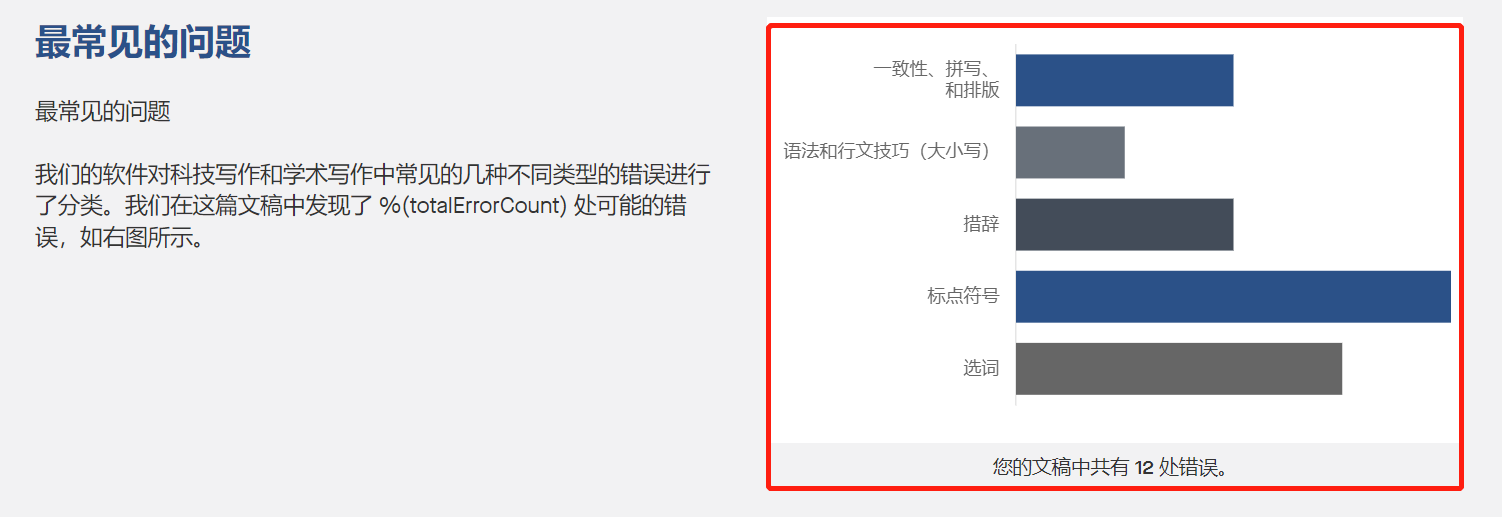 最常见的问题
最常见的问题
我们的软件对科技写作和学术写作中常见的几种不同类型的错误进行
了分类。我们在这篇文稿中发现了 %(totalErrorCount) 处可能的错
误，如右图所示。
一致性、拼写、
和排版
语法和行文技巧（大小写）
措辞
标点符号
选词
您的文稿中共有 12 处错误。